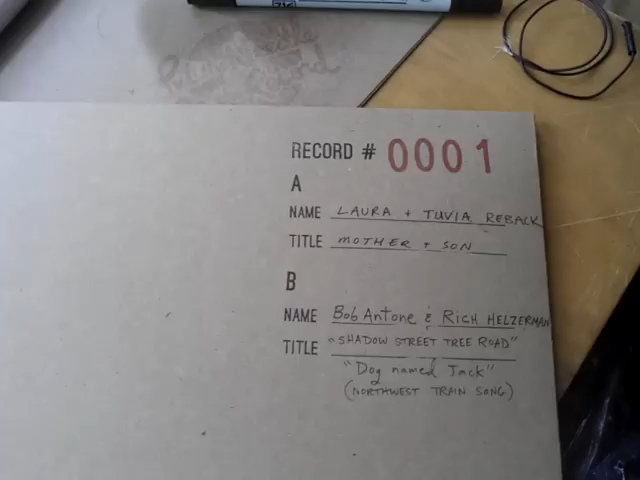 RECORD # 0001
A
NAME LAURA + TUVIA REBACK
TITLE MOTHER + SON
B
NAME Bob Antone & RICH HELZERMAN
TITLE "SHADOW STREET TREE ROAD"
"Dog named Jack"
(NORTHWEST TRAIN SONG)